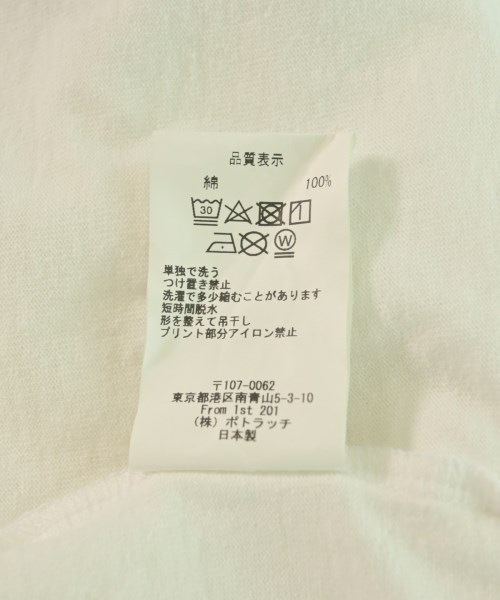 品質表示
綿 100%
30
W
単独で洗う
つけ置き禁止
洗濯で多少縮むことがあります
短時間脱水
形を整えて吊干し
プリント部分アイロン禁止
〒107-0062
東京都港区南青山5-3-10
From 1st 201
(株) ポトラッチ
日本製